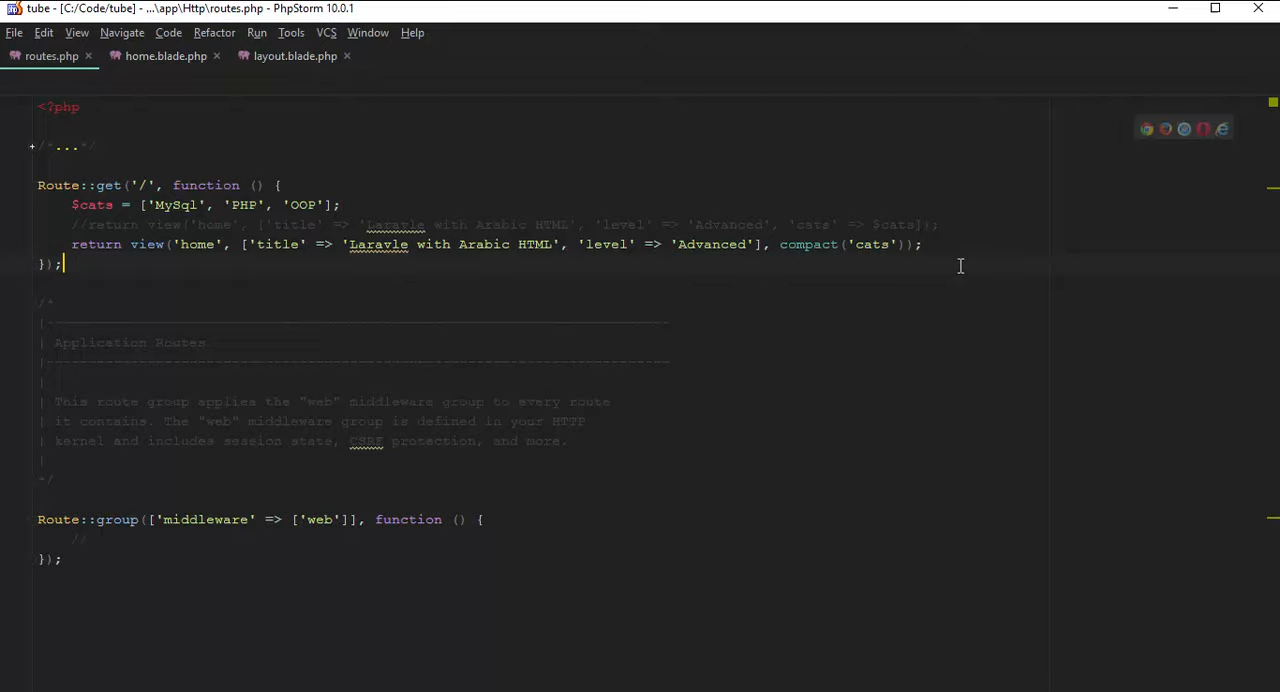 tube - [C:/Code/tube] - ...\app\Http\routes.php - PhpStorm 10.0.1
File Edit View Navigate Code Refactor Run Tools VCS Window Help
routes.php home.blade.php layout.blade.php
<?php
/*...*/
Route::get('/', function () {
$cats = ['MySql', 'PHP', 'OOP'];
//return view('home', ['title' => 'Laravle with Arabic HTML', 'level' => 'Advanced', 'cats' => $cats]);
return view('home', ['title' => 'Laravle with Arabic HTML', 'level' => 'Advanced'], compact('cats'));
});
/*
|--------------------------------------------------------------------------
| Application Routes
|--------------------------------------------------------------------------
|
| This route group applies the "web" middleware group to every route
| it contains. The "web" middleware group is defined in your HTTP
| kernel and includes session state, CSRF protection, and more.
|
*/
Route::group(['middleware' => ['web']], function () {
//
});